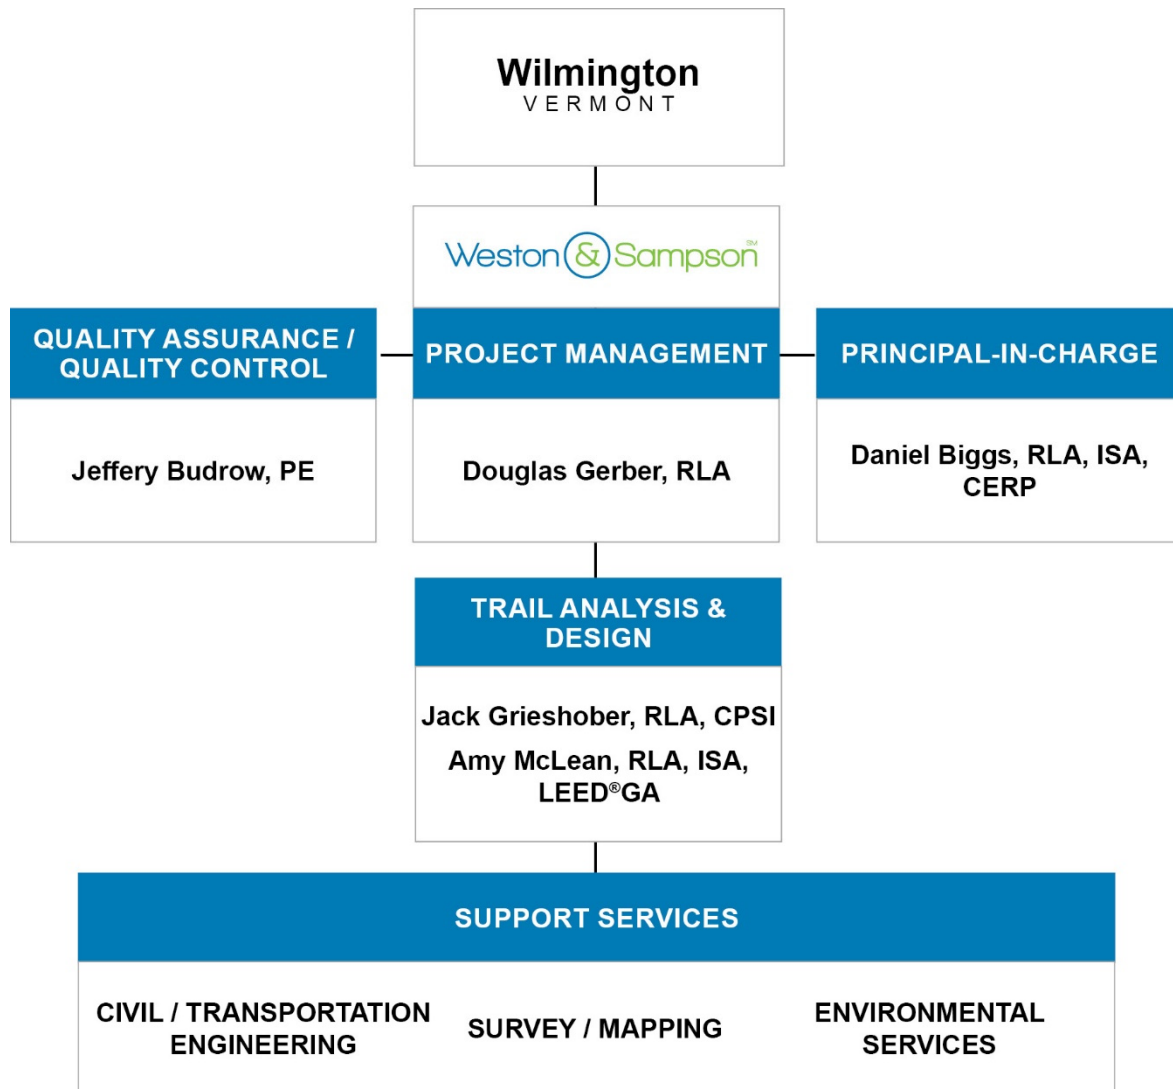 Wilmington
VERMONT
Weston & Sampson℠
QUALITY ASSURANCE /
QUALITY CONTROL
PROJECT MANAGEMENT
PRINCIPAL-IN-CHARGE
Jeffery Budrow, PE
Douglas Gerber, RLA
Daniel Biggs, RLA, ISA,
CERP
TRAIL ANALYSIS &
DESIGN
Jack Grieshober, RLA, CPSI
Amy McLean, RLA, ISA,
LEED®GA
SUPPORT SERVICES
CIVIL / TRANSPORTATION
ENGINEERING
SURVEY / MAPPING
ENVIRONMENTAL
SERVICES